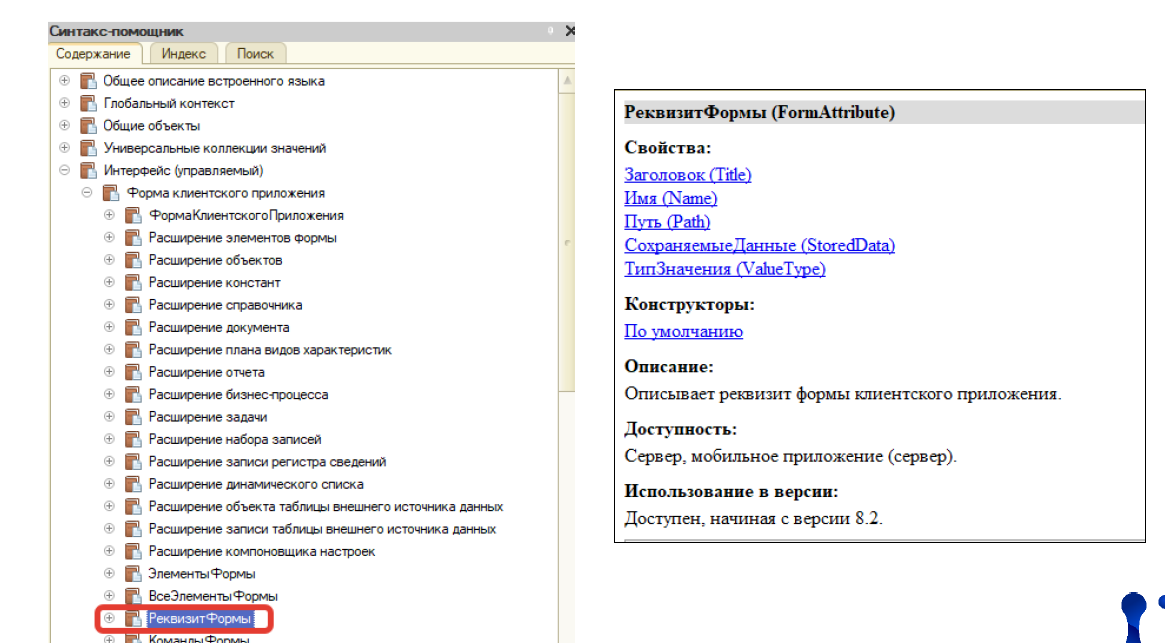 Синтакс-помощник
Содержание
Индекс
Поиск
Общее описание встроенного языка
Глобальный контекст
Общие объекты
Универсальные коллекции значений
Интерфейс (управляемый)
Форма клиентского приложения
ФормаКлиентскогоПриложения
Расширение элементов формы
Расширение объектов
Расширение констант
Расширение справочника
Расширение документа
Расширение плана видов характеристик
Расширение отчета
Расширение бизнес-процесса
Расширение задачи
Расширение набора записей
Расширение записи регистра сведений
Расширение динамического списка
Расширение объекта таблицы внешнего источника данных
Расширение записи таблицы внешнего источника данных
Расширение компоновщика настроек
ЭлементыФормы
ВсеЭлементыФормы
РеквизитФормы
КомандыФормы
РеквизитФормы (FormAttribute)
Свойства:
Заголовок (Title)
Имя (Name)
Путь (Path)
СохраняемыеДанные (StoredData)
ТипЗначения (ValueType)
Конструкторы:
По умолчанию
Описание:
Описывает реквизит формы клиентского приложения.
Доступность:
Сервер, мобильное приложение (сервер).
Использование в версии:
Доступен, начиная с версии 8.2.